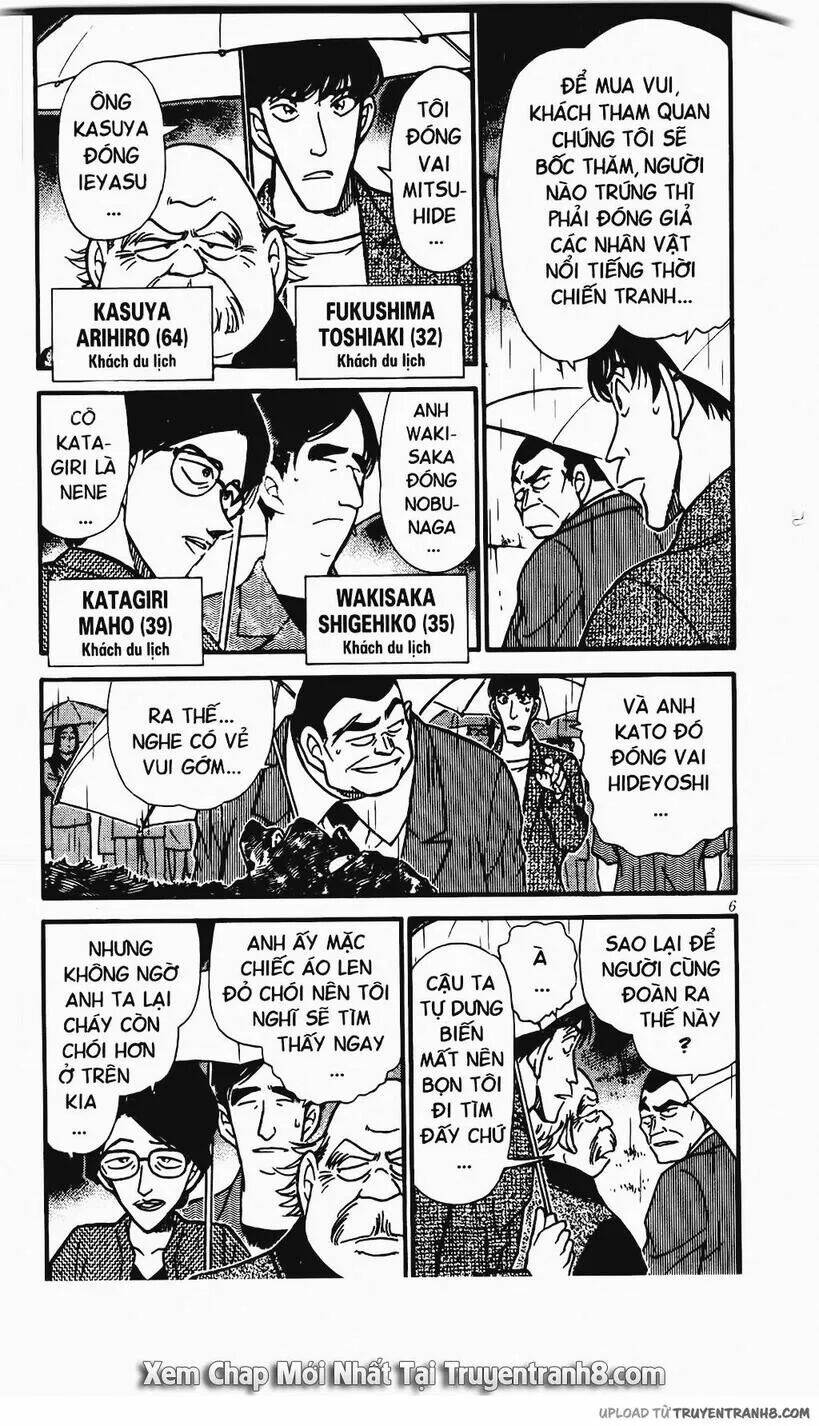 ĐỂ MUA VUI,
KHÁCH THAM QUAN
CHÚNG TÔI SẼ
BỐC THĂM, NGƯỜI
NÀO TRÚNG THÌ
PHẢI ĐÓNG GIẢ
CÁC NHÂN VẬT
NỔI TIẾNG THỜI
CHIẾN TRANH...
TÔI
ĐÓNG
VAI
MITSU-
HIDE
...
ÔNG
KASUYA
ĐÓNG
IEYASU
...
FUKUSHIMA
TOSHIAKI (32)
Khách du lịch
KASUYA
ARIHIRO (64)
Khách du lịch
ANH
WAKI-
SAKA
ĐÓNG
NOBU-
NAGA
...
CÔ
KATA-
GIRI LÀ
NENE
...
WAKISAKA
SHIGEHIKO (35)
Khách du lịch
KATAGIRI
MAHO (39)
Khách du lịch
VÀ ANH
KATO ĐÓ
ĐÓNG VAI
HIDEYOSHI
...
RA THẾ...
NGHE CÓ VẺ
VUI GỚM...
6
SAO LẠI ĐỂ
NGƯỜI CÙNG
ĐOÀN RA
THẾ NÀY
?
À
...
CẬU TA
TỰ DƯNG
BIẾN
MẤT NÊN
BỌN TÔI
ĐI TÌM
ĐẤY CHỨ
...
ANH ẤY MẶC
CHIẾC ÁO LEN
ĐỎ CHÓI NÊN TÔI
NGHĨ SẼ TÌM
THẤY NGAY
...
NHƯNG
KHÔNG NGỜ
ANH TA LẠI
CHÁY CÒN
CHÓI HƠN
Ở TRÊN
KIA
...
Xem Chap Mới Nhất Tại Truyentranh8.com
UPLOAD TỪ TRUYENTRANH8.COM